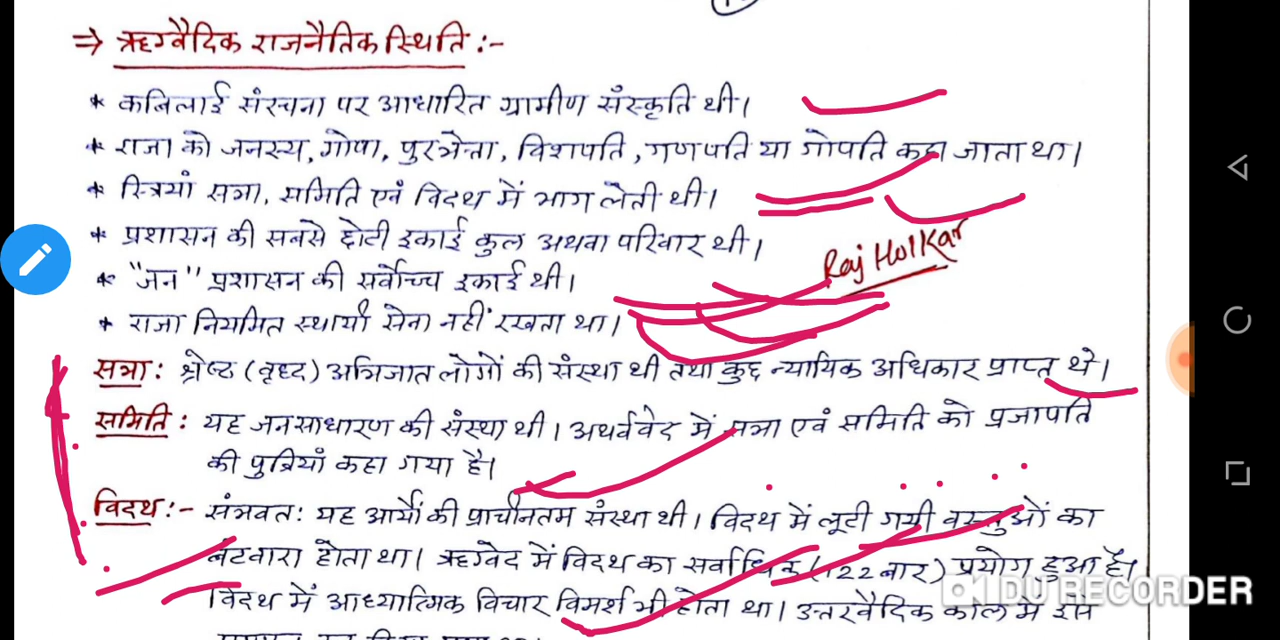 ⇒ ऋग्वैदिक राजनैतिक स्थिति :-
* कबिलाई संरचना पर आधारित ग्रामीण संस्कृति थी।
* राजा को जनस्य, गोपा, पुरभेत्ता, विशपति, गणपति या गोपति कहा जाता था।
* स्त्रियां सभा, समिति एवं विदथ में भाग लेती थी।
* प्रशासन की सबसे छोटी इकाई कुल अथवा परिवार थी।
Raj Holkar
* "जन" प्रशासन की सर्वोच्च इकाई थी।
* राजा नियमित स्थायी सेना नहीं रखता था।
सभा : श्रेष्ठ (वृध्द) अभिजात लोगों की संस्था थी तथा कुछ न्यायिक अधिकार प्राप्त थे।
समिति : यह जनसाधारण की संस्था थी। अथर्ववेद में सभा एवं समिति को प्रजापति
की पुत्रियां कहा गया है।
विदथ :- संभवतः यह आर्यों की प्राचीनतम संस्था थी। विदथ में लूटी गयी वस्तुओं का
बंटवारा होता था। ऋग्वेद में विदथ का सर्वाधिक (122 बार) प्रयोग हुआ है।
विदथ में आध्यात्मिक विचार विमर्श भी होता था। उत्तरवैदिक काल में इसे
DU RECORDER